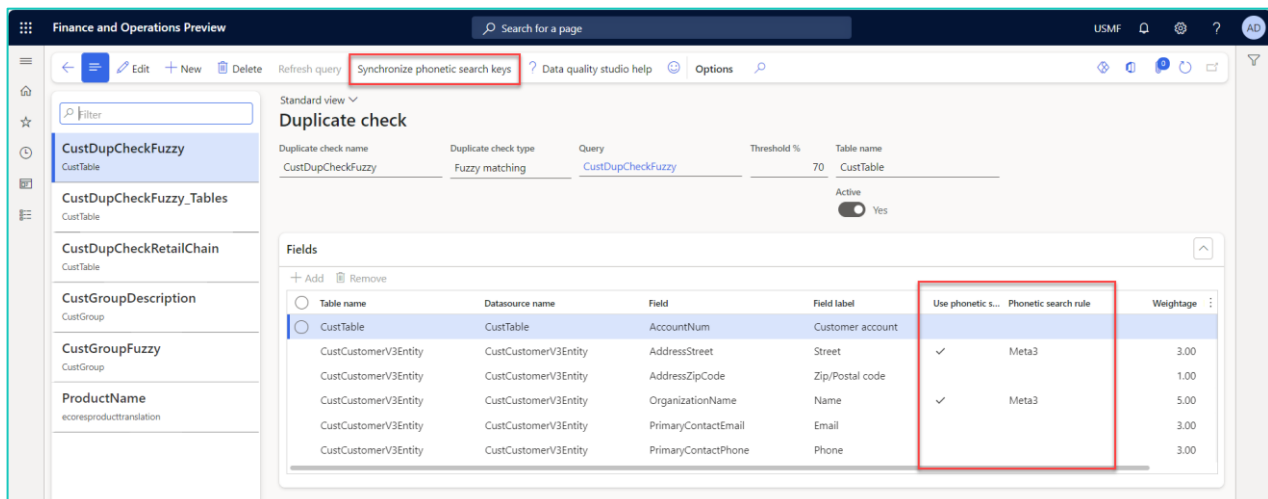 Finance and Operations Preview
Search for a page
USMF
?
AD
Edit
New
Delete
Refresh query
Synchronize phonetic search keys
? Data quality studio help
Options
0
Filter
CustDupCheckFuzzy
CustTable
CustDupCheckFuzzy_Tables
CustTable
CustDupCheckRetailChain
CustTable
CustGroupDescription
CustGroup
CustGroupFuzzy
CustGroup
ProductName
ecoresproducttranslation
Standard view
Duplicate check
Duplicate check name Duplicate check type Query Threshold % Table name
CustDupCheckFuzzy Fuzzy matching CustDupCheckFuzzy 70 CustTable
Active
Yes
Fields
Add Remove
Table name Datasource name Field Field label Use phonetic s... Phonetic search rule Weightage
CustTable CustTable AccountNum Customer account
CustCustomerV3Entity CustCustomerV3Entity AddressStreet Street Meta3 3.00
CustCustomerV3Entity CustCustomerV3Entity AddressZipCode Zip/Postal code 1.00
CustCustomerV3Entity CustCustomerV3Entity OrganizationName Name Meta3 5.00
CustCustomerV3Entity CustCustomerV3Entity PrimaryContactEmail Email 3.00
CustCustomerV3Entity CustCustomerV3Entity PrimaryContactPhone Phone 3.00